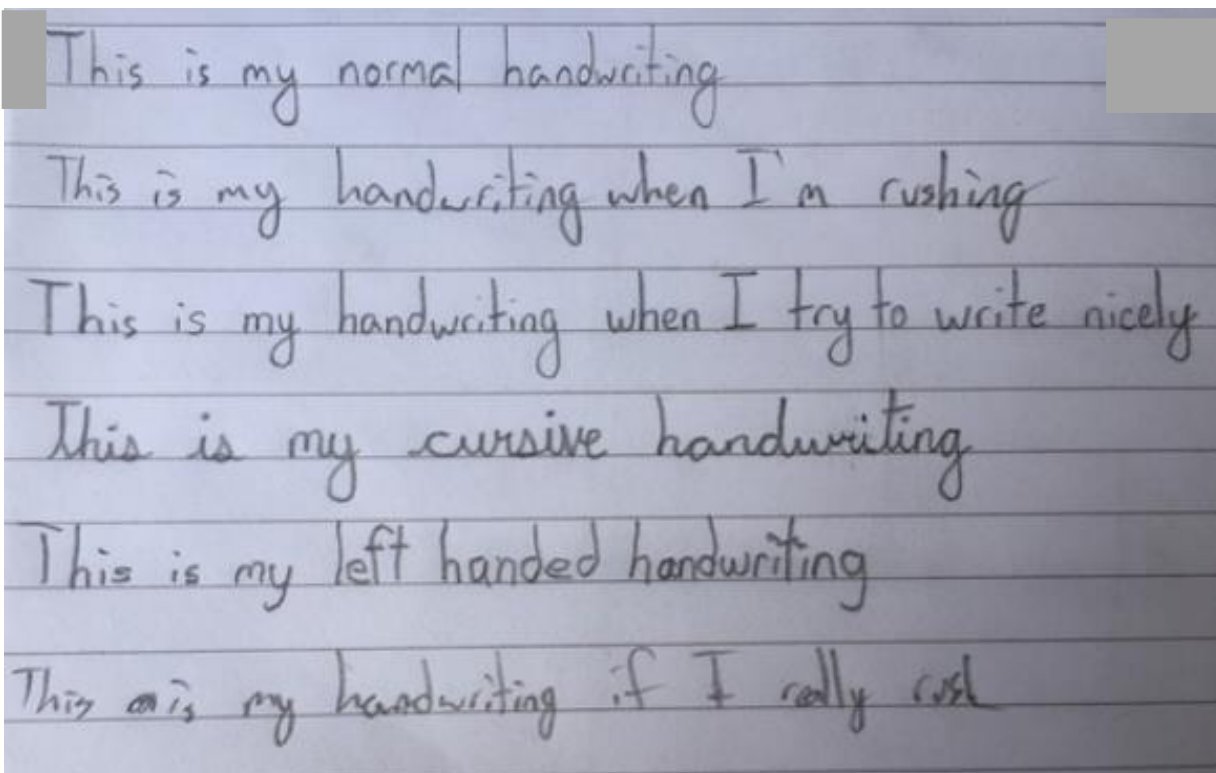 This is my normal handwriting
This is my handwriting when I'm rushing
This is my handwriting when I try to write nicely
This is my cursive handwriting
This is my left handed handwriting
This is my handwriting if I really rush